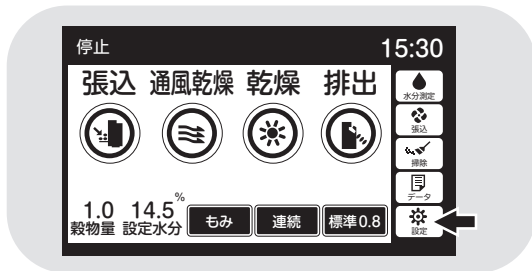 停止 15:30
張込 通風乾燥 乾燥 排出
水分測定
張込
掃除
データ
設定
1.0 14.5%
穀物量 設定水分
もみ 連続 標準0.8